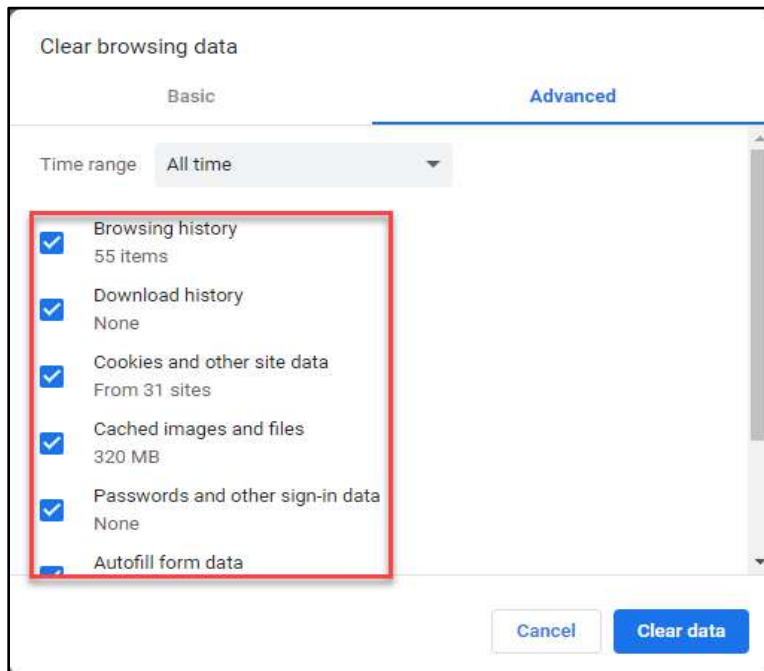 Clear browsing data
Basic
Advanced
Time range
All time
Browsing history
55 items
Download history
None
Cookies and other site data
From 31 sites
Cached images and files
320 MB
Passwords and other sign-in data
None
Autofill form data
Cancel
Clear data